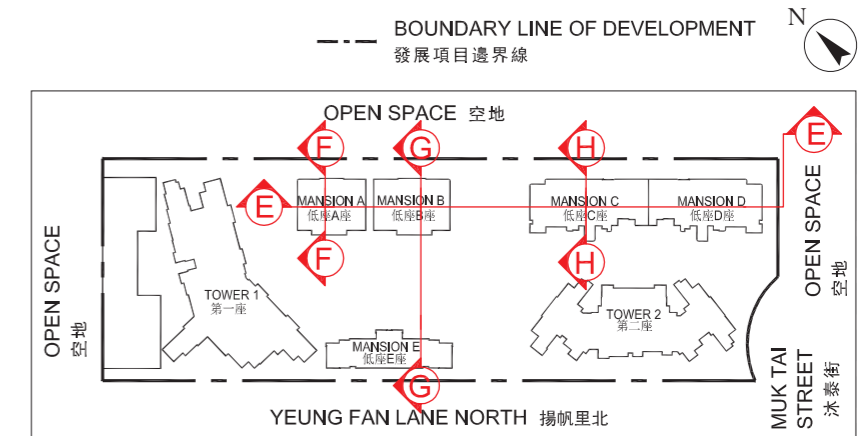 BOUNDARY LINE OF DEVELOPMENT
發展項目邊界線
N
OPEN SPACE 空地
F
G
H
E
E
MANSION A
低座A座
MANSION B
低座B座
MANSION C
低座C座
MANSION D
低座D座
F
H
OPEN SPACE
空地
OPEN SPACE
空地
TOWER 1
第一座
TOWER 2
第二座
MANSION E
低座E座
G
YEUNG FAN LANE NORTH 揚帆里北
MUK TAI
STREET
沐泰街